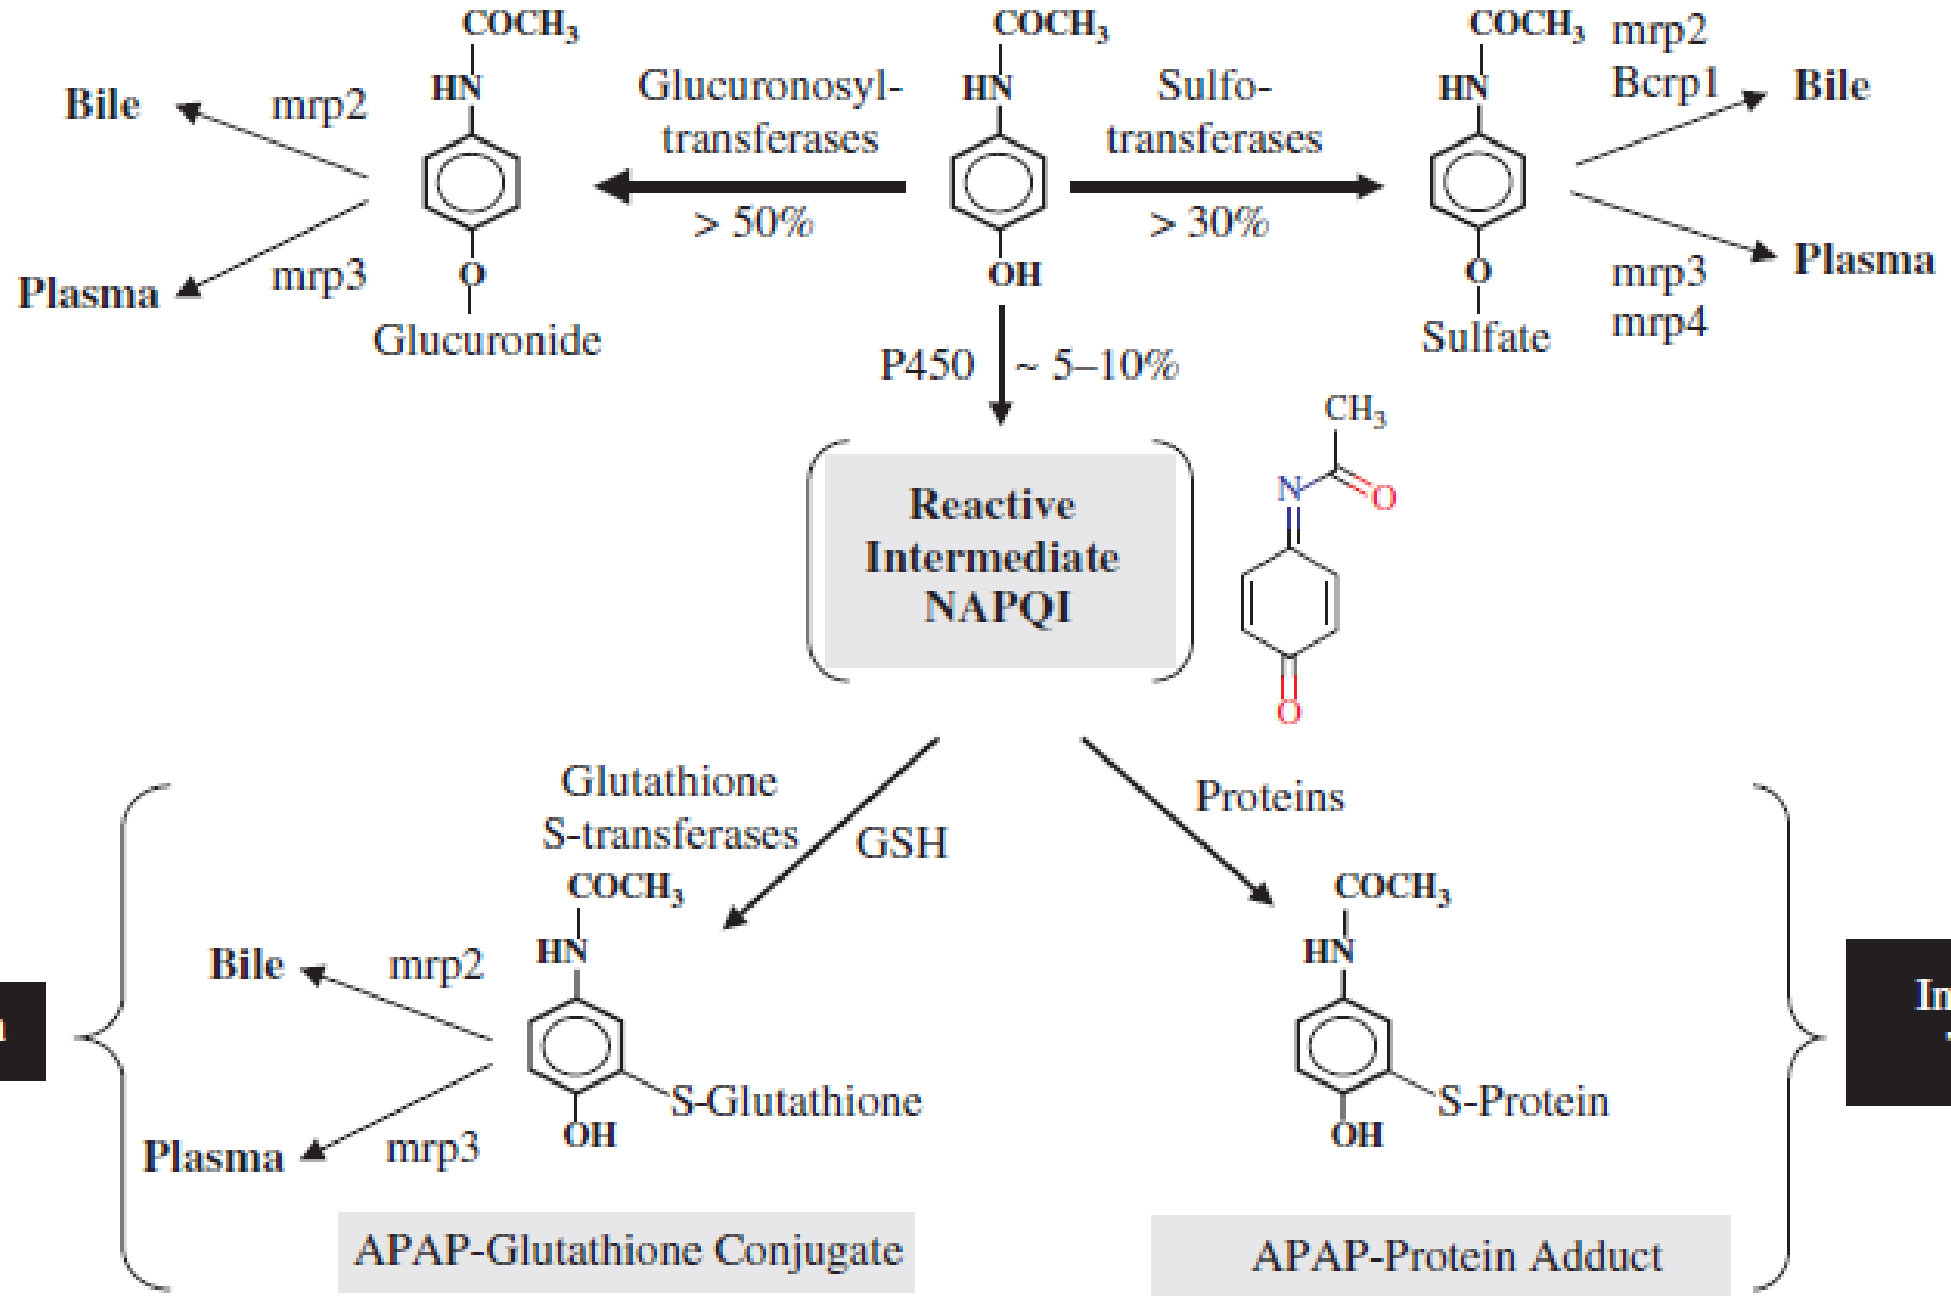 COCH3
HN
O
Glucuronide
Bile
mrp2
Plasma
mrp3
Glucuronosyl-
transferases
> 50%
COCH3
HN
OH
Sulfo-
transferases
> 30%
COCH3
HN
O
Sulfate
mrp2
Bcrp1
Bile
Plasma
mrp3
mrp4
P450
~ 5–10%
Reactive
Intermediate
NAPQI
CH3
N
O
O
Glutathione
S-transferases
GSH
Proteins
COCH3
HN
S-Glutathione
OH
Bile
mrp2
Plasma
mrp3
APAP-Glutathione Conjugate
COCH3
HN
S-Protein
OH
APAP-Protein Adduct